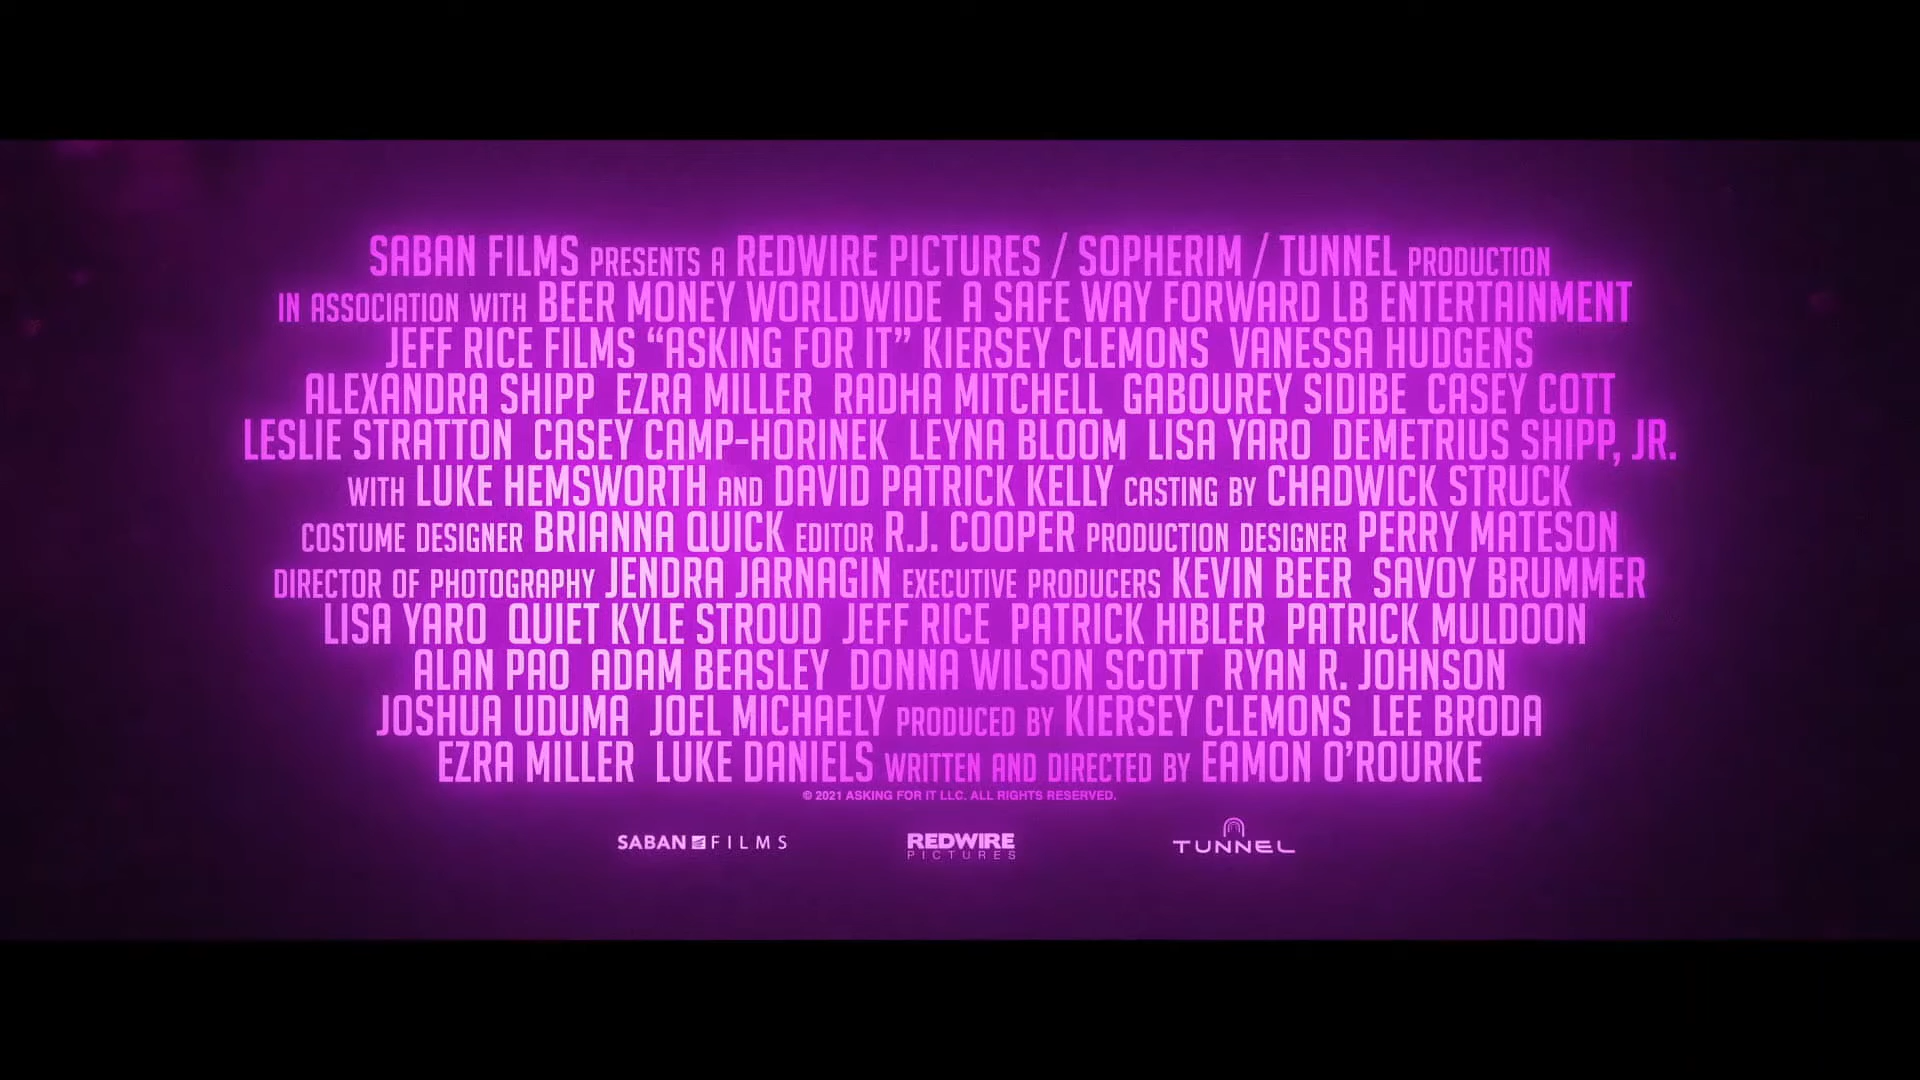 SABAN FILMS PRESENTS A REDWIRE PICTURES / SOPHERIM / TUNNEL PRODUCTION
IN ASSOCIATION WITH BEER MONEY WORLDWIDE A SAFE WAY FORWARD LB ENTERTAINMENT
JEFF RICE FILMS “ASKING FOR IT” KIERSEY CLEMONS VANESSA HUDGENS
ALEXANDRA SHIPP EZRA MILLER RADHA MITCHELL GABOUREY SIDIBE CASEY COTT
LESLIE STRATTON CASEY CAMP-HORINEK LEYNA BLOOM LISA YARO DEMETRIUS SHIPP, JR.
WITH LUKE HEMSWORTH AND DAVID PATRICK KELLY CASTING BY CHADWICK STRUCK
COSTUME DESIGNER BRIANNA QUICK EDITOR R.J. COOPER PRODUCTION DESIGNER PERRY MATESON
DIRECTOR OF PHOTOGRAPHY JENDRA JARNAGIN EXECUTIVE PRODUCERS KEVIN BEER SAVOY BRUMMER
LISA YARO QUIET KYLE STROUD JEFF RICE PATRICK HIBLER PATRICK MULDOON
ALAN PAO ADAM BEASLEY DONNA WILSON SCOTT RYAN R. JOHNSON
JOSHUA UDUMA JOEL MICHAELY PRODUCED BY KIERSEY CLEMONS LEE BRODA
EZRA MILLER LUKE DANIELS WRITTEN AND DIRECTED BY EAMON O’ROURKE
© 2021 ASKING FOR IT LLC. ALL RIGHTS RESERVED.
SABAN FILMS
REDWIRE
PICTURES
TUNNEL